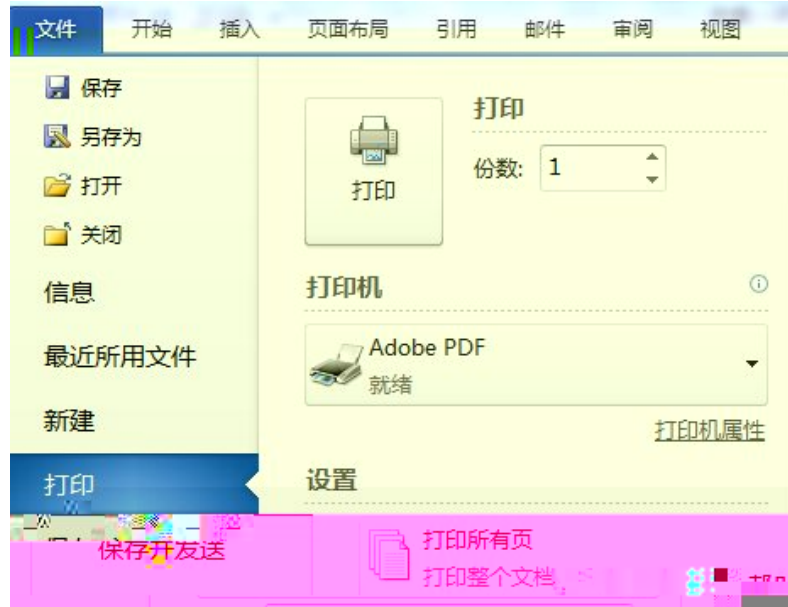 文件 开始 插入 页面布局 引用 邮件 审阅 视图
保存
另存为
打开
关闭
信息
最近所用文件
新建
打印
保存并发送
打印
打印
份数: 1
打印机
Adobe PDF
就绪
打印机属性
设置
打印所有页
打印整个文档